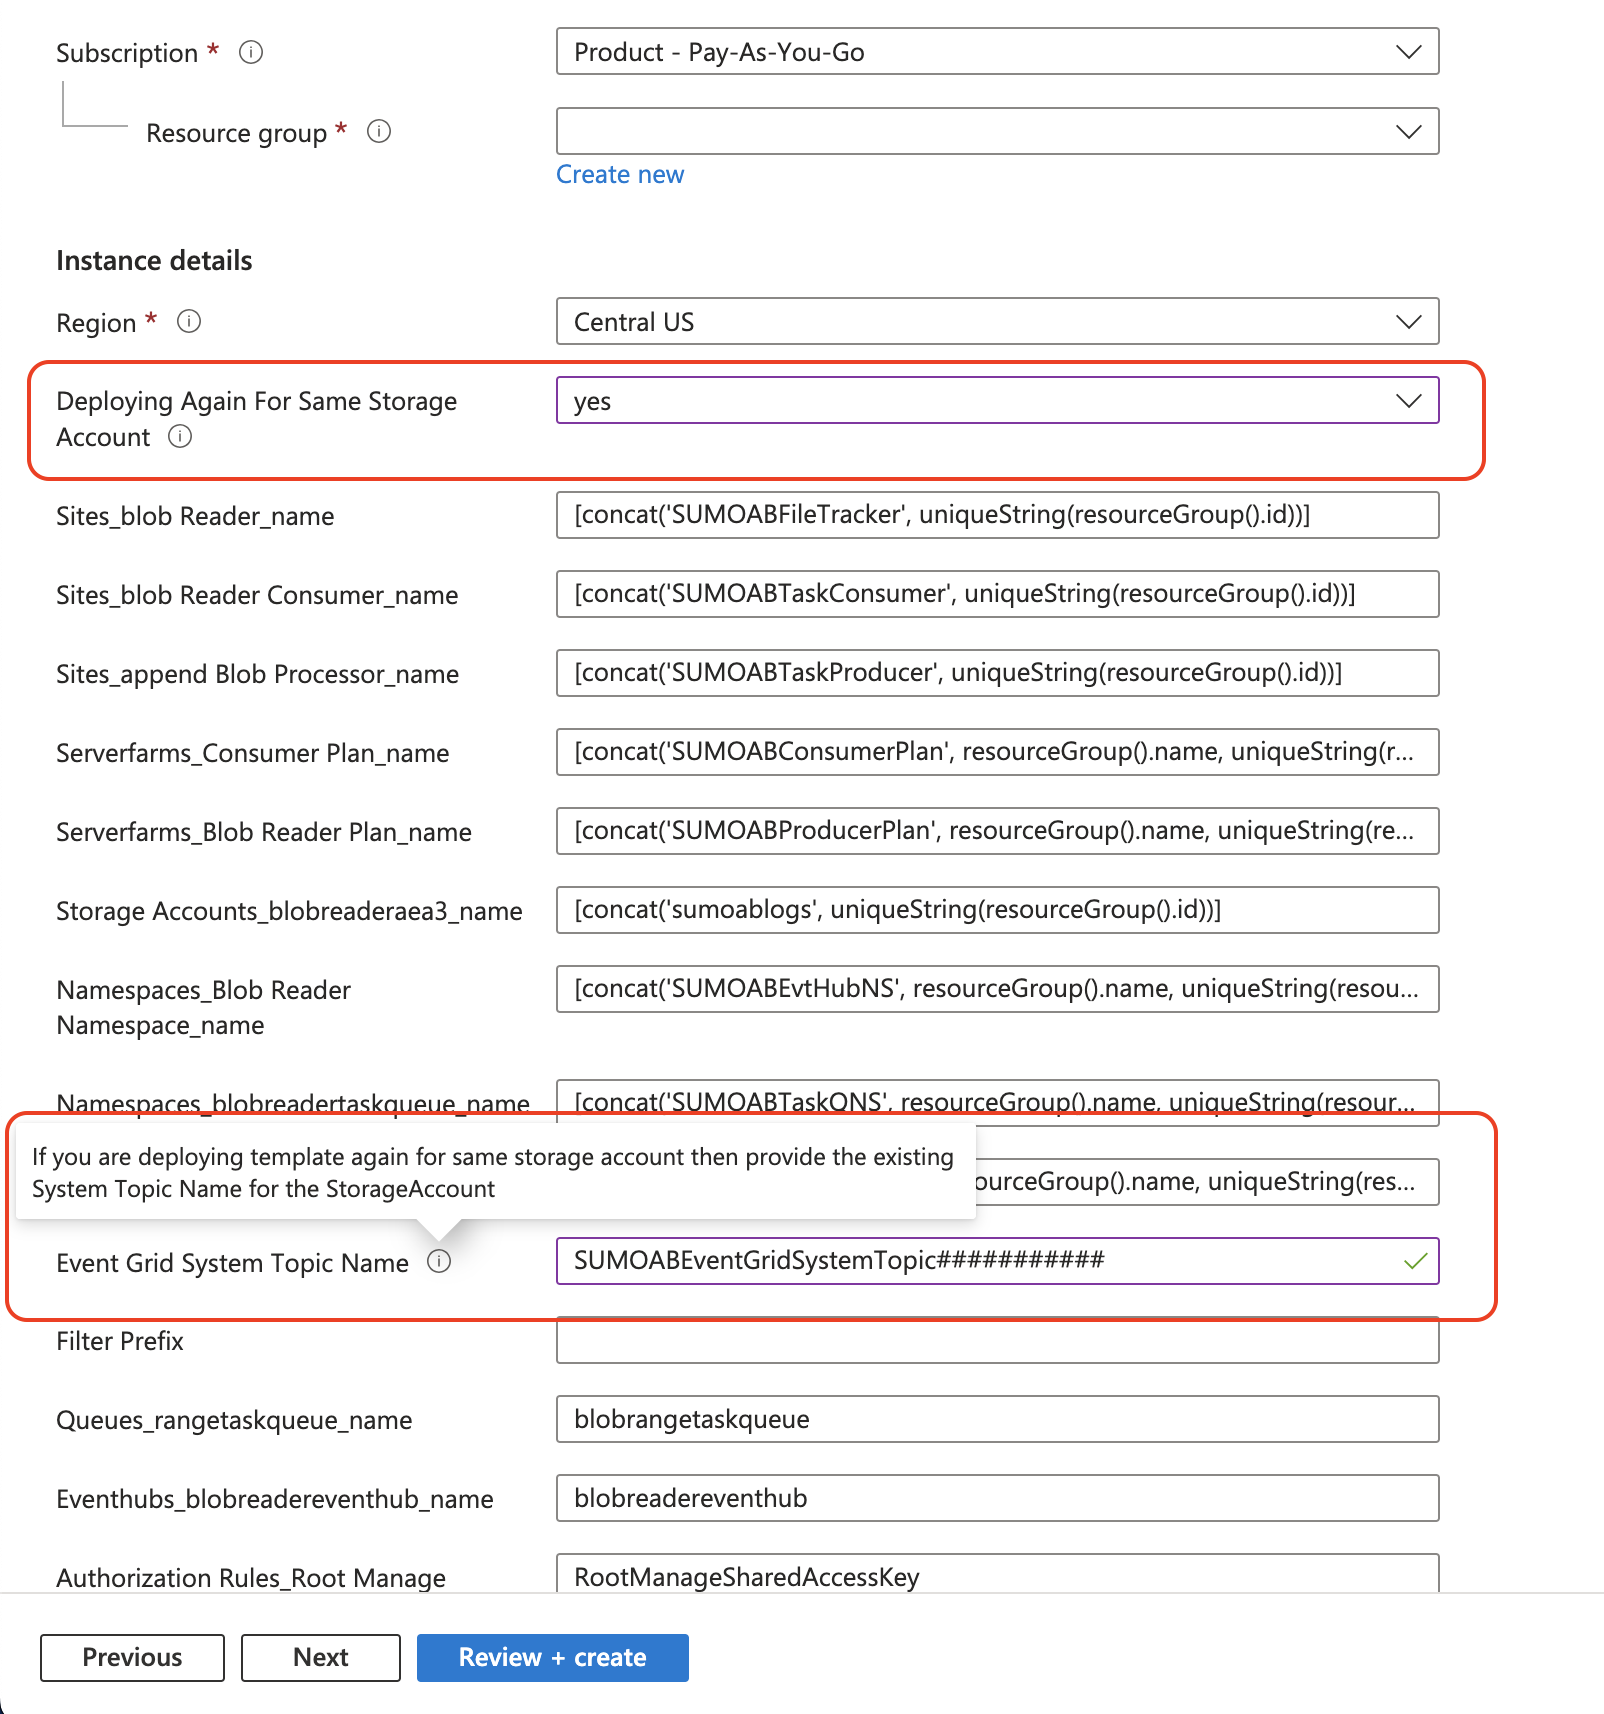 Subscription *
Product - Pay-As-You-Go
Resource group *
Create new
Instance details
Region *
Central US
Deploying Again For Same Storage
Account
yes
Sites_blob Reader_name
[concat('SUMOABFileTracker', uniqueString(resourceGroup().id))]
Sites_blob Reader Consumer_name
[concat('SUMOABTaskConsumer', uniqueString(resourceGroup().id))]
Sites_append Blob Processor_name
[concat('SUMOABTaskProducer', uniqueString(resourceGroup().id))]
Serverfarms_Consumer Plan_name
[concat('SUMOABConsumerPlan', resourceGroup().name, uniqueString(r...
Serverfarms_Blob Reader Plan_name
[concat('SUMOABProducerPlan', resourceGroup().name, uniqueString(re...
Storage Accounts_blobreaderaea3_name
[concat('sumoablogs', uniqueString(resourceGroup().id))]
Namespaces_Blob Reader
Namespace_name
[concat('SUMOABEvtHubNS', resourceGroup().name, uniqueString(resou...
Namespaces_blobreadertaskqueue_name
[concat('SUMOABTaskQNS', resourceGroup().name, uniqueString(resour...
If you are deploying template again for same storage account then provide the existing
System Topic Name for the StorageAccount
ourceGroup().name, uniqueString(res...
Event Grid System Topic Name
SUMOABEventGridSystemTopic###########
Filter Prefix
Queues_rangetaskqueue_name
blobrangetaskqueue
Eventhubs_blobreadereventhub_name
blobreadereventhub
Authorization Rules_Root Manage
RootManageSharedAccessKey
Previous
Next
Review + create